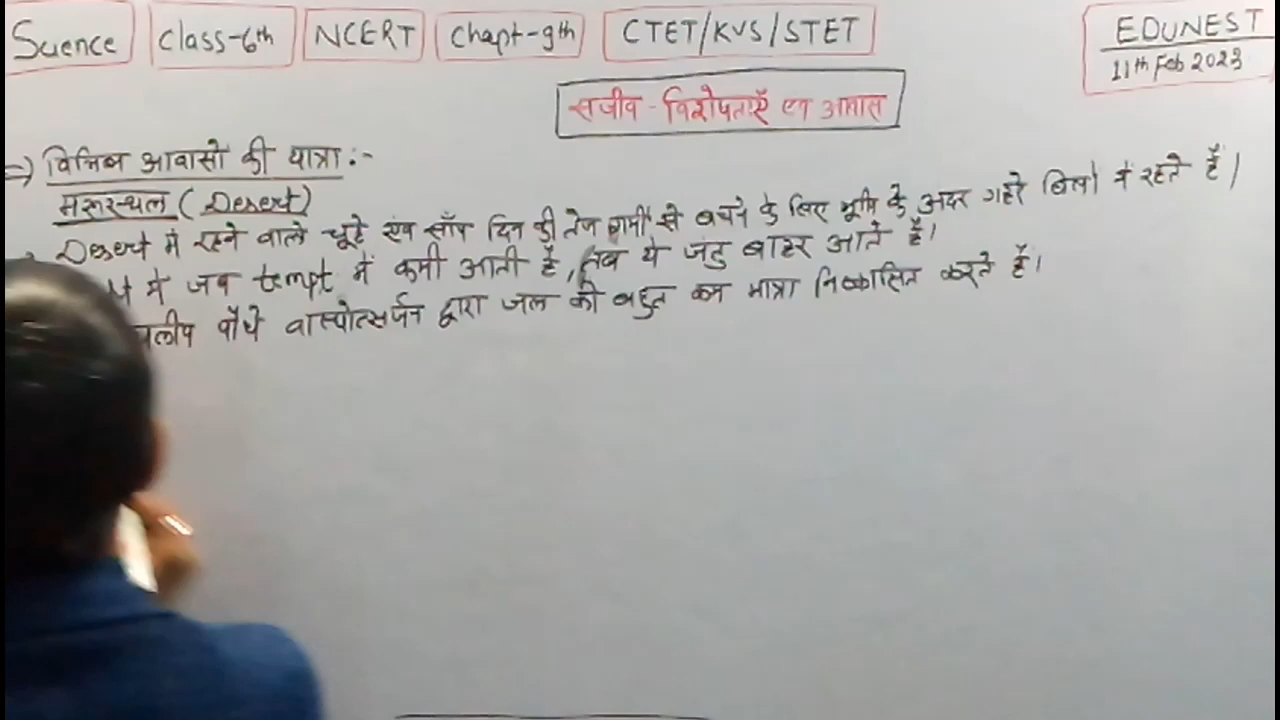 Science Class-6th NCERT Chapt-9th CTET/KVS/STET EDUNEST
11th Feb 2023
सजीव - विशेषताएँ एवं आवास
=) विभिन्न आवासो की यात्रा :-
मरूस्थल ( Desert)
Desert में रहने वाले चूहे एंव साँप दिन की तेज गर्मी से बचने के लिए भूमि के अंदर गहरे बिलो में रहते हैं।
में जब tempt में कमी आती है, तब ये जंतु बाहर आते हैं।
पौधे वास्पोत्सर्जन द्वारा जल की बहुत कम मात्रा निष्कासित करते हैं।